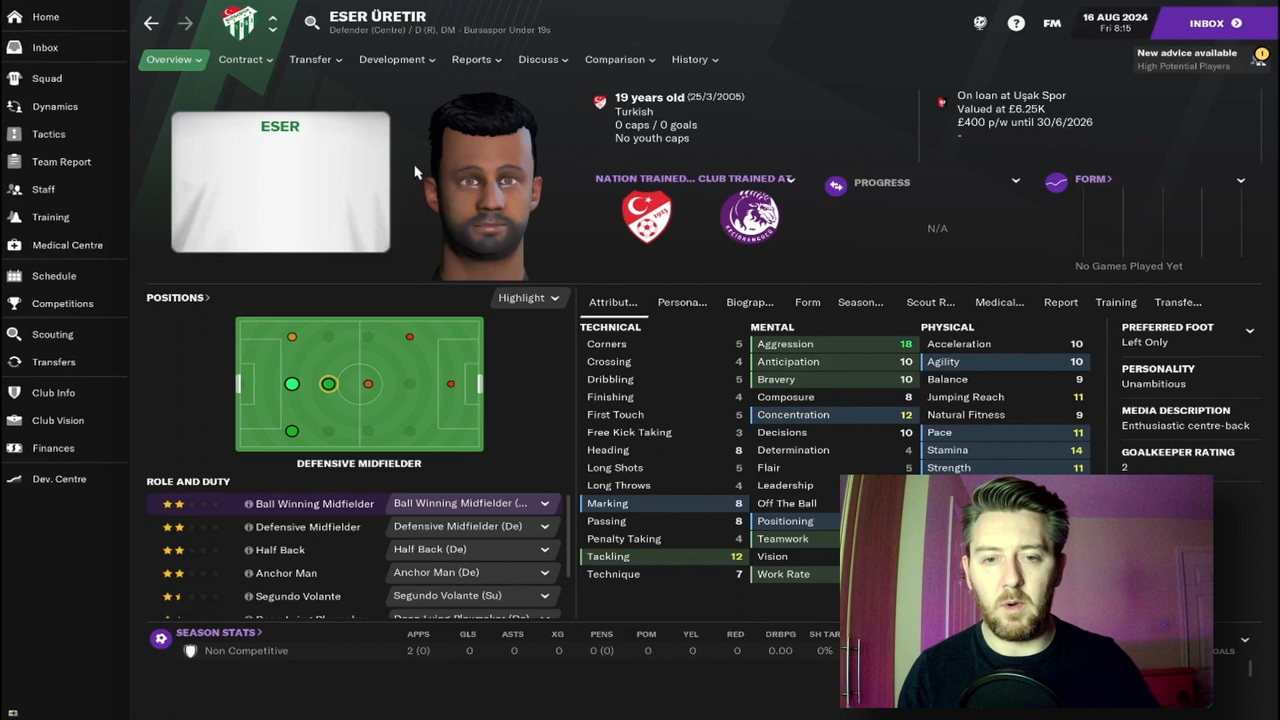 Home
Inbox
Squad
Dynamics
Tactics
Team Report
Staff
Training
Medical Centre
Schedule
Competitions
Scouting
Transfers
Club Info
Club Vision
Finances
Dev. Centre
ESER ÜRETIR
Defender (Centre) / D (R), DM - Bursaspor Under 19s
? FM
16 AUG 2024
Fri 8:15
INBOX
New advice available
High Potential Players
1
Overview Contract Transfer Development Reports Discuss Comparison History
ESER
19 years old (25/3/2005)
Turkish
0 caps / 0 goals
No youth caps
On loan at Uşak Spor
Valued at £6.25K
£400 p/w until 30/6/2026
-
NATION TRAINED... CLUB TRAINED AT
PROGRESS
N/A
FORM
No Games Played Yet
POSITIONS
Highlight
DEFENSIVE MIDFIELDER
ROLE AND DUTY
Ball Winning Midfielder Ball Winning Midfielder (...
Defensive Midfielder Defensive Midfielder (De)
Half Back Half Back (De)
Anchor Man Anchor Man (De)
Segundo Volante Segundo Volante (Su)
Attribut... Persona... Biograp... Form Season... Scout R... Medical... Report Training Transfe...
TECHNICAL
Corners 5
Crossing 4
Dribbling 5
Finishing 4
First Touch 5
Free Kick Taking 3
Heading 8
Long Shots 5
Long Throws 4
Marking 8
Passing 8
Penalty Taking 4
Tackling 12
Technique 7
MENTAL
Aggression 18
Anticipation 10
Bravery 10
Composure 8
Concentration 12
Decisions 10
Determination 4
Flair 5
Leadership
Off The Ball
Positioning
Teamwork
Vision
Work Rate
PHYSICAL
Acceleration 10
Agility 10
Balance 9
Jumping Reach 11
Natural Fitness 9
Pace 11
Stamina 14
Strength 11
PREFERRED FOOT
Left Only
PERSONALITY
Unambitious
MEDIA DESCRIPTION
Enthusiastic centre-back
GOALKEEPER RATING
2
SEASON STATS APPS GLS ASTS XG PENS POM YEL RED DRBPG SH TAR
Non Competitive 2 (0) 0 0 0 0 (0) 0 0 0 0.00 0%